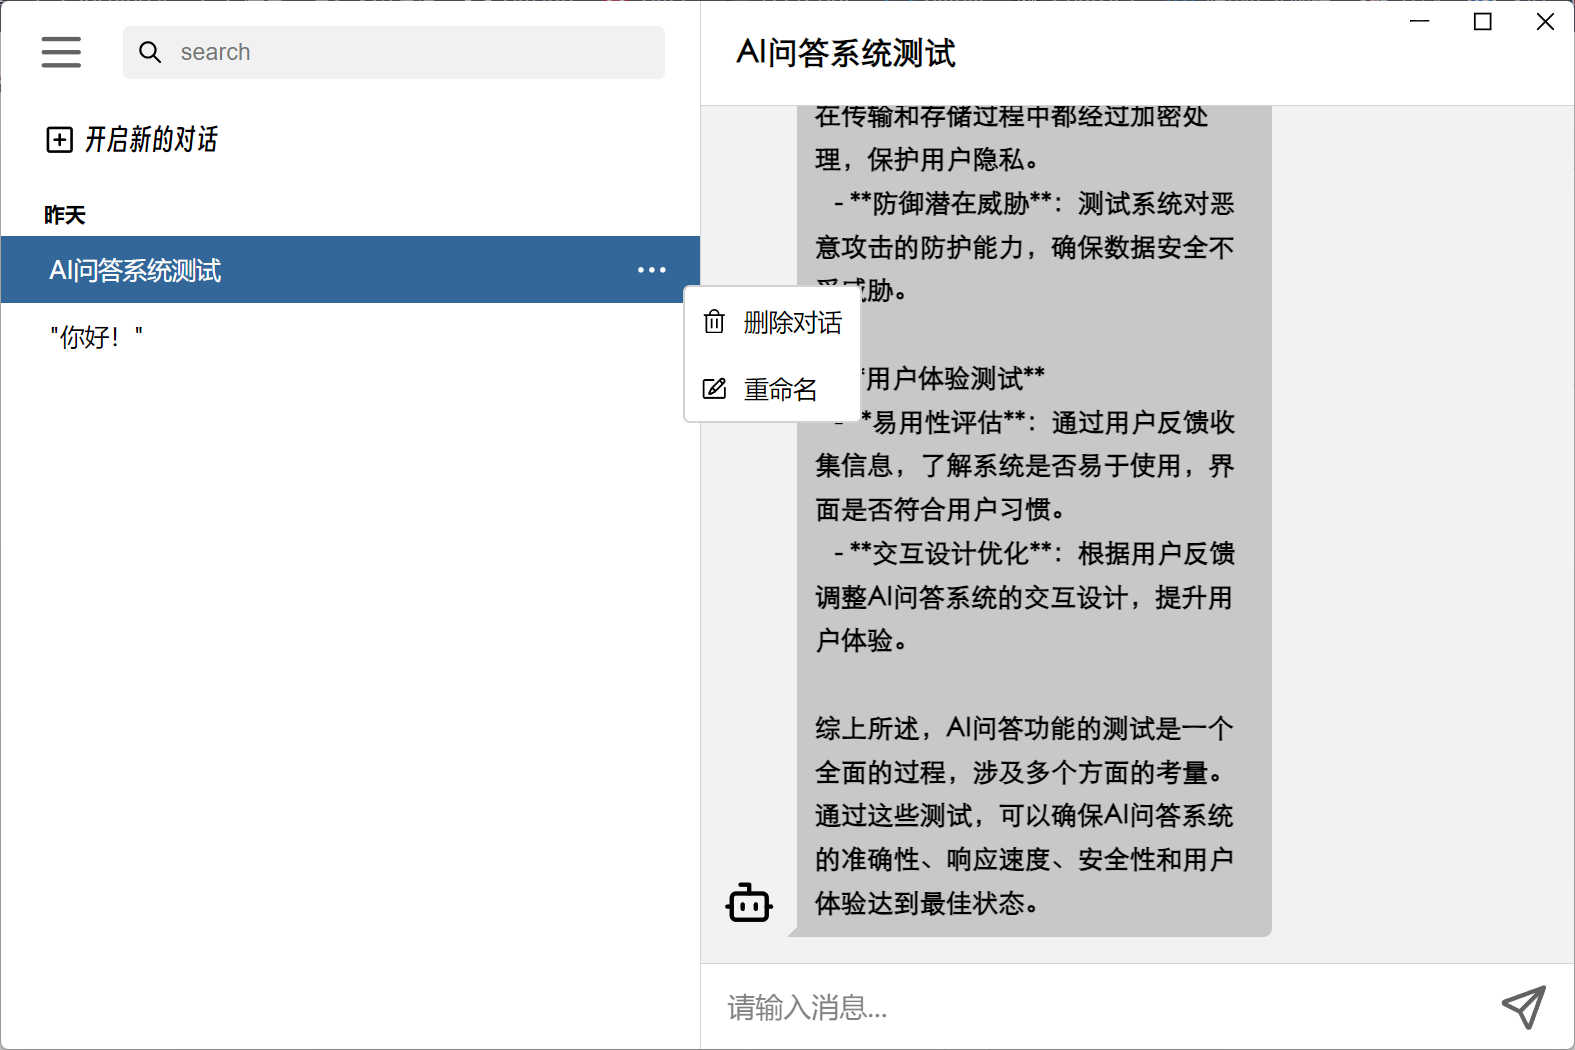 search
开启新的对话
昨天
AI问答系统测试
"你好！"
删除对话
重命名
AI问答系统测试
在传输和存储过程中都经过加密处
理，保护用户隐私。
- **防御潜在威胁**：测试系统对恶
意攻击的防护能力，确保数据安全不
胁。
*用户体验测试**
- *易用性评估**：通过用户反馈收
集信息，了解系统是否易于使用，界
面是否符合用户习惯。
- **交互设计优化**：根据用户反馈
调整AI问答系统的交互设计，提升用
户体验。
综上所述，AI问答功能的测试是一个
全面的过程，涉及多个方面的考量。
通过这些测试，可以确保AI问答系统
的准确性、响应速度、安全性和用户
体验达到最佳状态。
请输入消息...